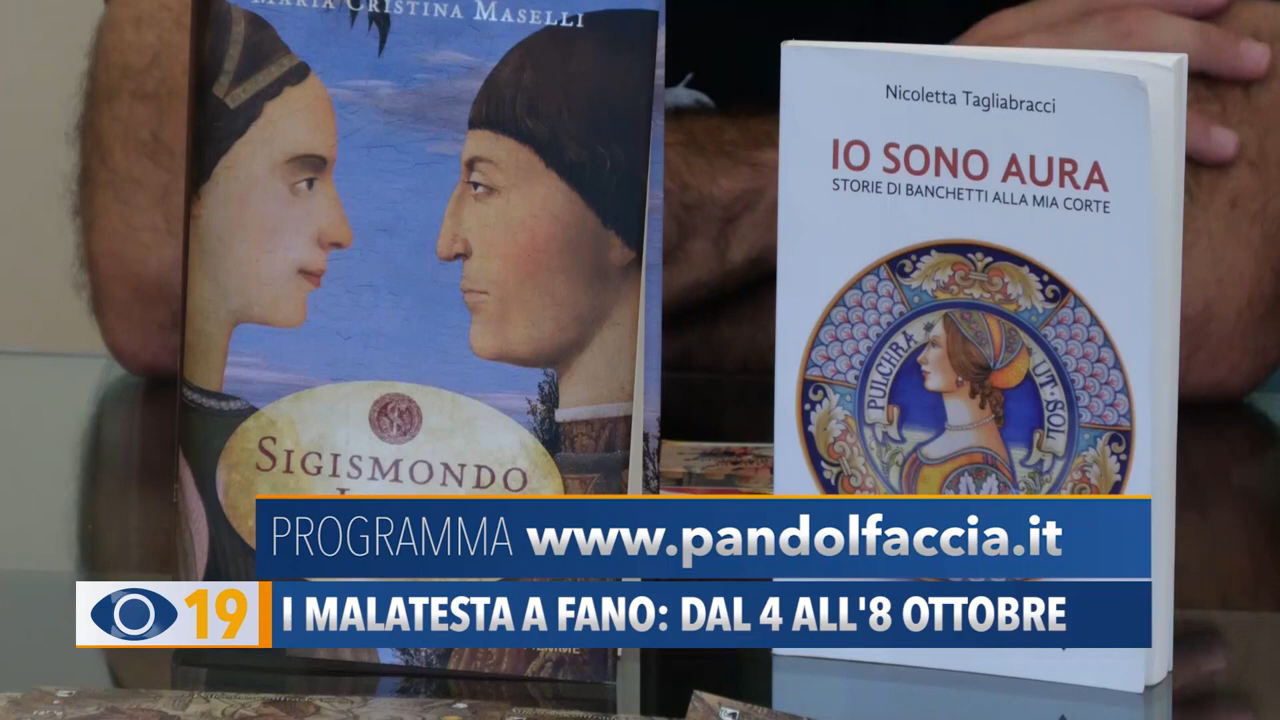 MARIA CRISTINA MASELLI
SIGISMONDO
Nicoletta Tagliabracci
IO SONO AURA
STORIE DI BANCHETTI ALLA MIA CORTE
PULCHRA UT·SOL
PROGRAMMA www.pandolfaccia.it
19 I MALATESTA A FANO: DAL 4 ALL'8 OTTOBRE